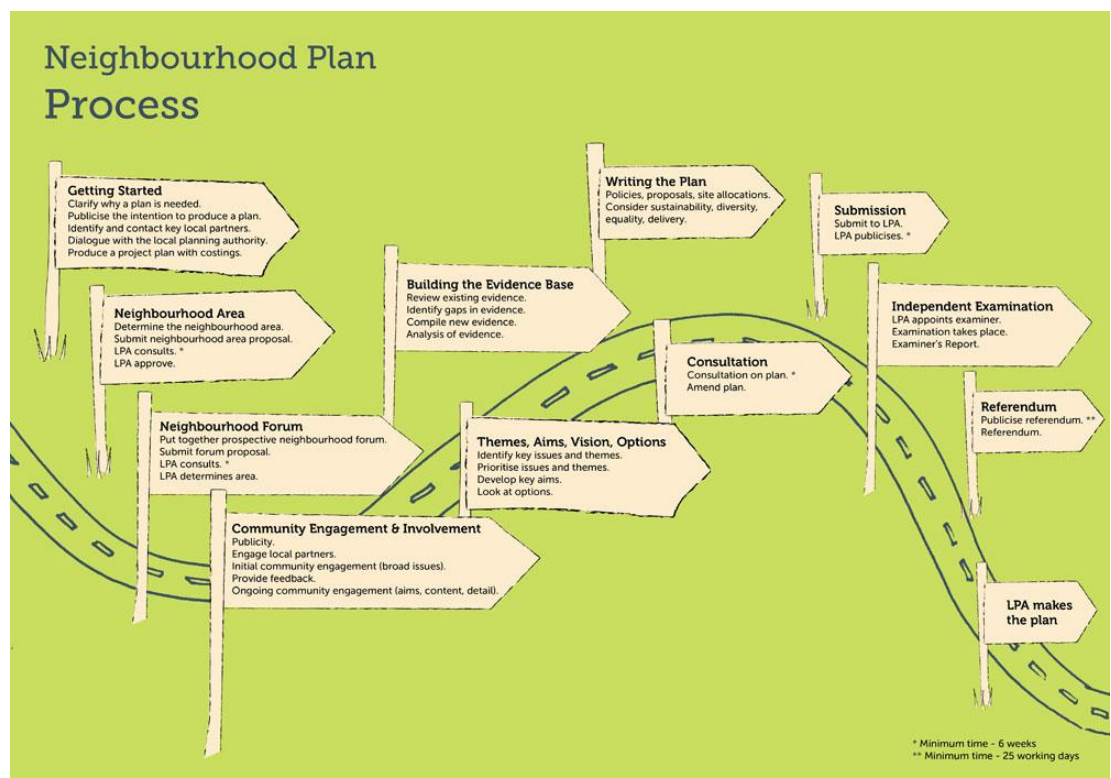 Neighbourhood Plan
Process
Getting Started
Clarify why a plan is needed.
Publicise the intention to produce a plan.
Identify and contact key local partners.
Dialogue with the local planning authority.
Produce a project plan with costings.
Neighbourhood Area
Determine the neighbourhood area.
Submit neighbourhood area proposal.
LPA consults. *
LPA approve.
Neighbourhood Forum
Put together prospective neighbourhood forum.
Submit forum proposal.
LPA consults. *
LPA determines area.
Community Engagement & Involvement
Publicity.
Engage local partners.
Initial community engagement (broad issues).
Provide feedback.
Ongoing community engagement (aims, content, detail).
Building the Evidence Base
Review existing evidence.
Identify gaps in evidence.
Compile new evidence.
Analysis of evidence.
Themes, Aims, Vision, Options
Identify key issues and themes.
Prioritise issues and themes.
Develop key aims.
Look at options.
Writing the Plan
Policies, proposals, site allocations.
Consider sustainability, diversity,
equality, delivery.
Consultation
Consultation on plan. *
Amend plan.
Submission
Submit to LPA.
LPA publicises. *
Independent Examination
LPA appoints examiner.
Examination takes place.
Examiner's Report.
Referendum
Publicise referendum. **
Referendum.
LPA makes
the plan
* Minimum time - 6 weeks
** Minimum time - 25 working days